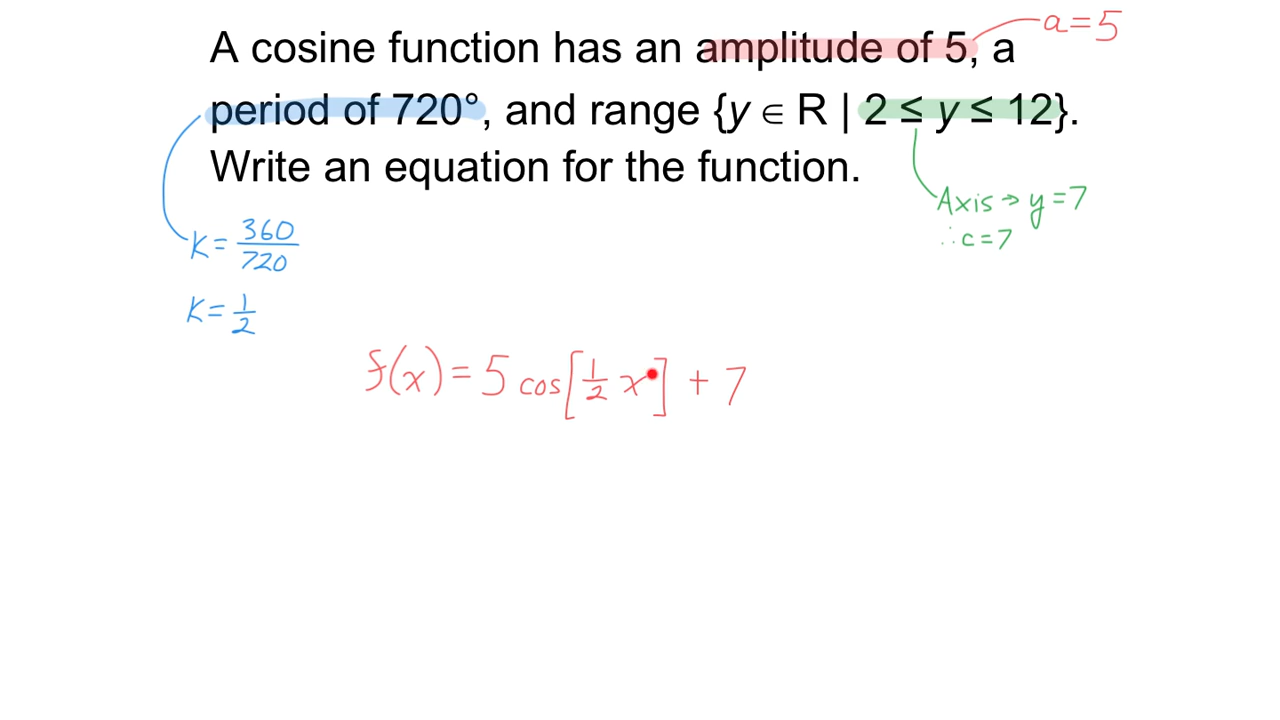 a = 5
A cosine function has an amplitude of 5, a
period of 720°, and range {y ∈ R | 2 ≤ y ≤ 12}.
Write an equation for the function.
Axis → y = 7
∴ c = 7
K = 360/720
K = 1/2
f(x) = 5 cos[1/2 x] + 7